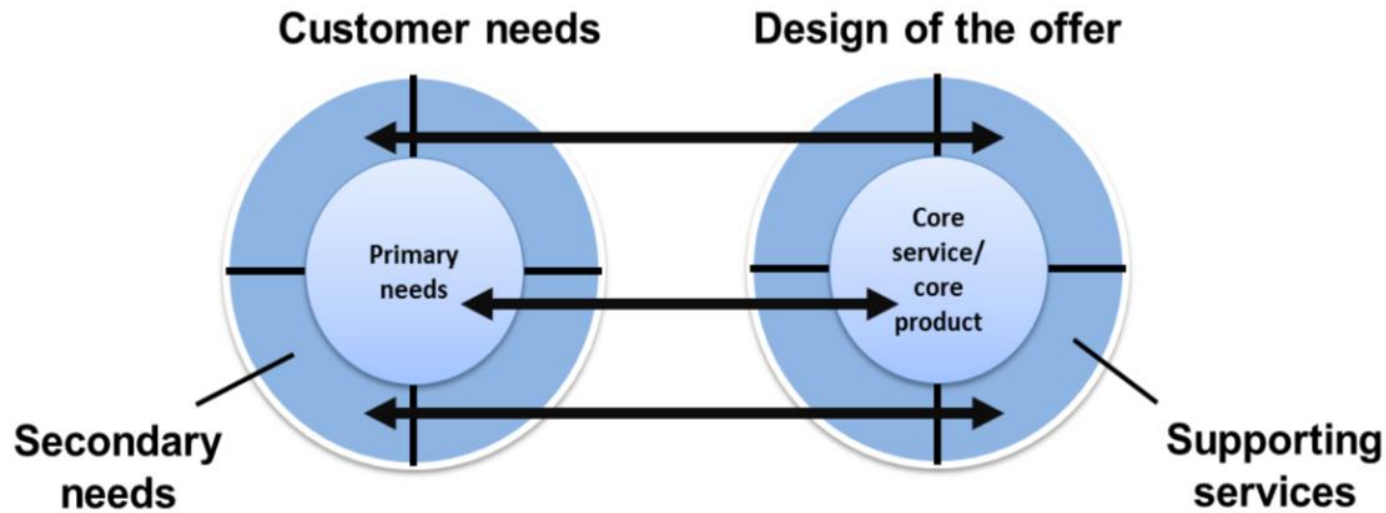 Customer needs
Design of the offer
Primary
needs
Core
service/
core
product
Secondary
needs
Supporting
services